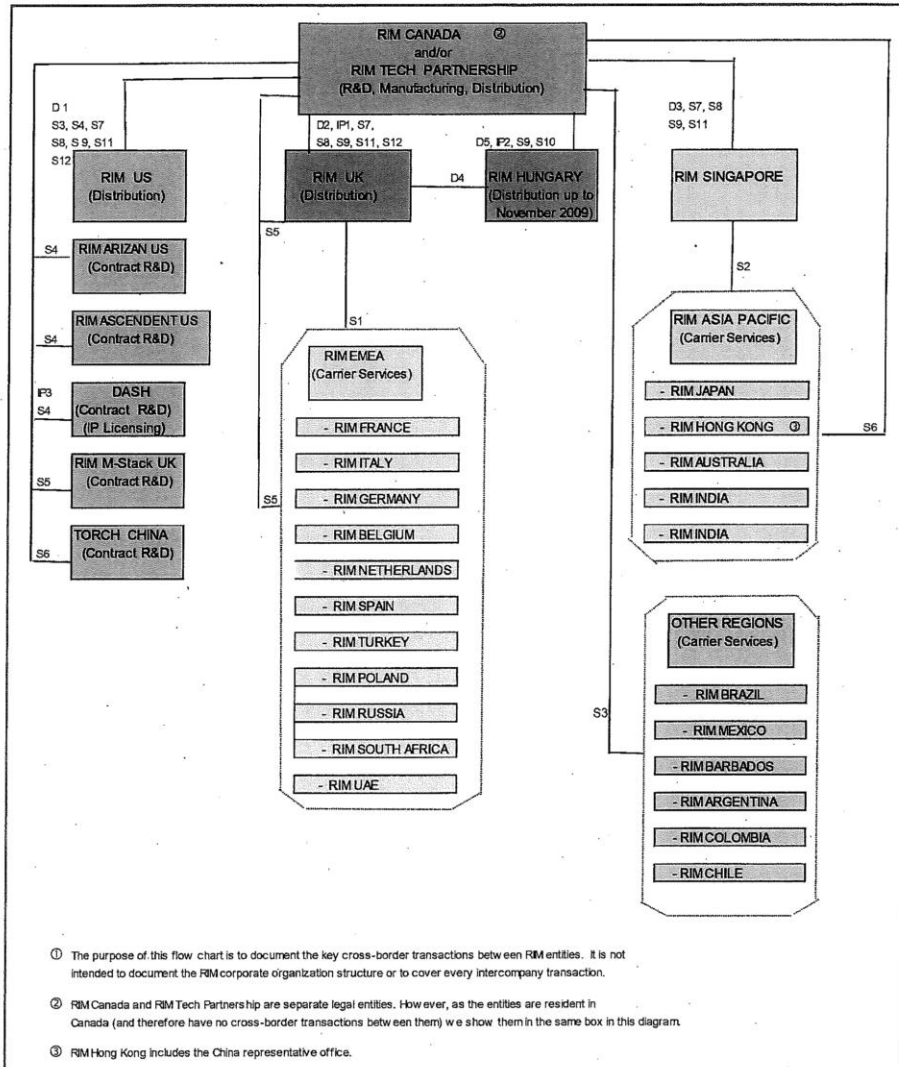 RIM CANADA ②
and/or
RIM TECH PARTNERSHIP
(R&D, Manufacturing, Distribution)
D 1
S3, S4, S7
S8, S 9, S11
S12
D2, IP1, S7,
S8, S9, S11, S12
D5, IP2, S9, S10
D3, S7, S8
S9, S11
RIM US
(Distribution)
RIM UK
(Distribution)
D4
RIM HUNGARY
(Distribution up to
November 2009)
RIM SINGAPORE
S5
S4
RIM ARIZAN US
(Contract R&D)
S2
S4
RIM ASCENDENT US
(Contract R&D)
S1
IP3
S4
DASH
(Contract R&D)
(IP Licensing)
S5
RIM M-Stack UK
(Contract R&D)
S6
TORCH CHINA
(Contract R&D)
S5
RIM EMEA
(Carrier Services)
- RIM FRANCE
- RIM ITALY
- RIM GERMANY
- RIM BELGIUM
- RIM NETHERLANDS
- RIM SPAIN
- RIM TURKEY
- RIM POLAND
- RIM RUSSIA
- RIM SOUTH AFRICA
- RIM UAE
RIM ASIA PACIFIC
(Carrier Services)
- RIM JAPAN
- RIM HONG KONG ③
- RIM AUSTRALIA
- RIM INDIA
- RIM INDIA
S6
S3
OTHER REGIONS
(Carrier Services)
- RIM BRAZIL
- RIM MEXICO
- RIM BARBADOS
- RIM ARGENTINA
- RIM COLOMBIA
- RIM CHILE
① The purpose of this flow chart is to document the key cross-border transactions between RIM entities. It is not
intended to document the RIM corporate organization structure or to cover every intercompany transaction.
② RIM Canada and RIM Tech Partnership are separate legal entities. However, as the entities are resident in
Canada (and therefore have no cross-border transactions between them) we show them in the same box in this diagram.
③ RIM Hong Kong includes the China representative office.